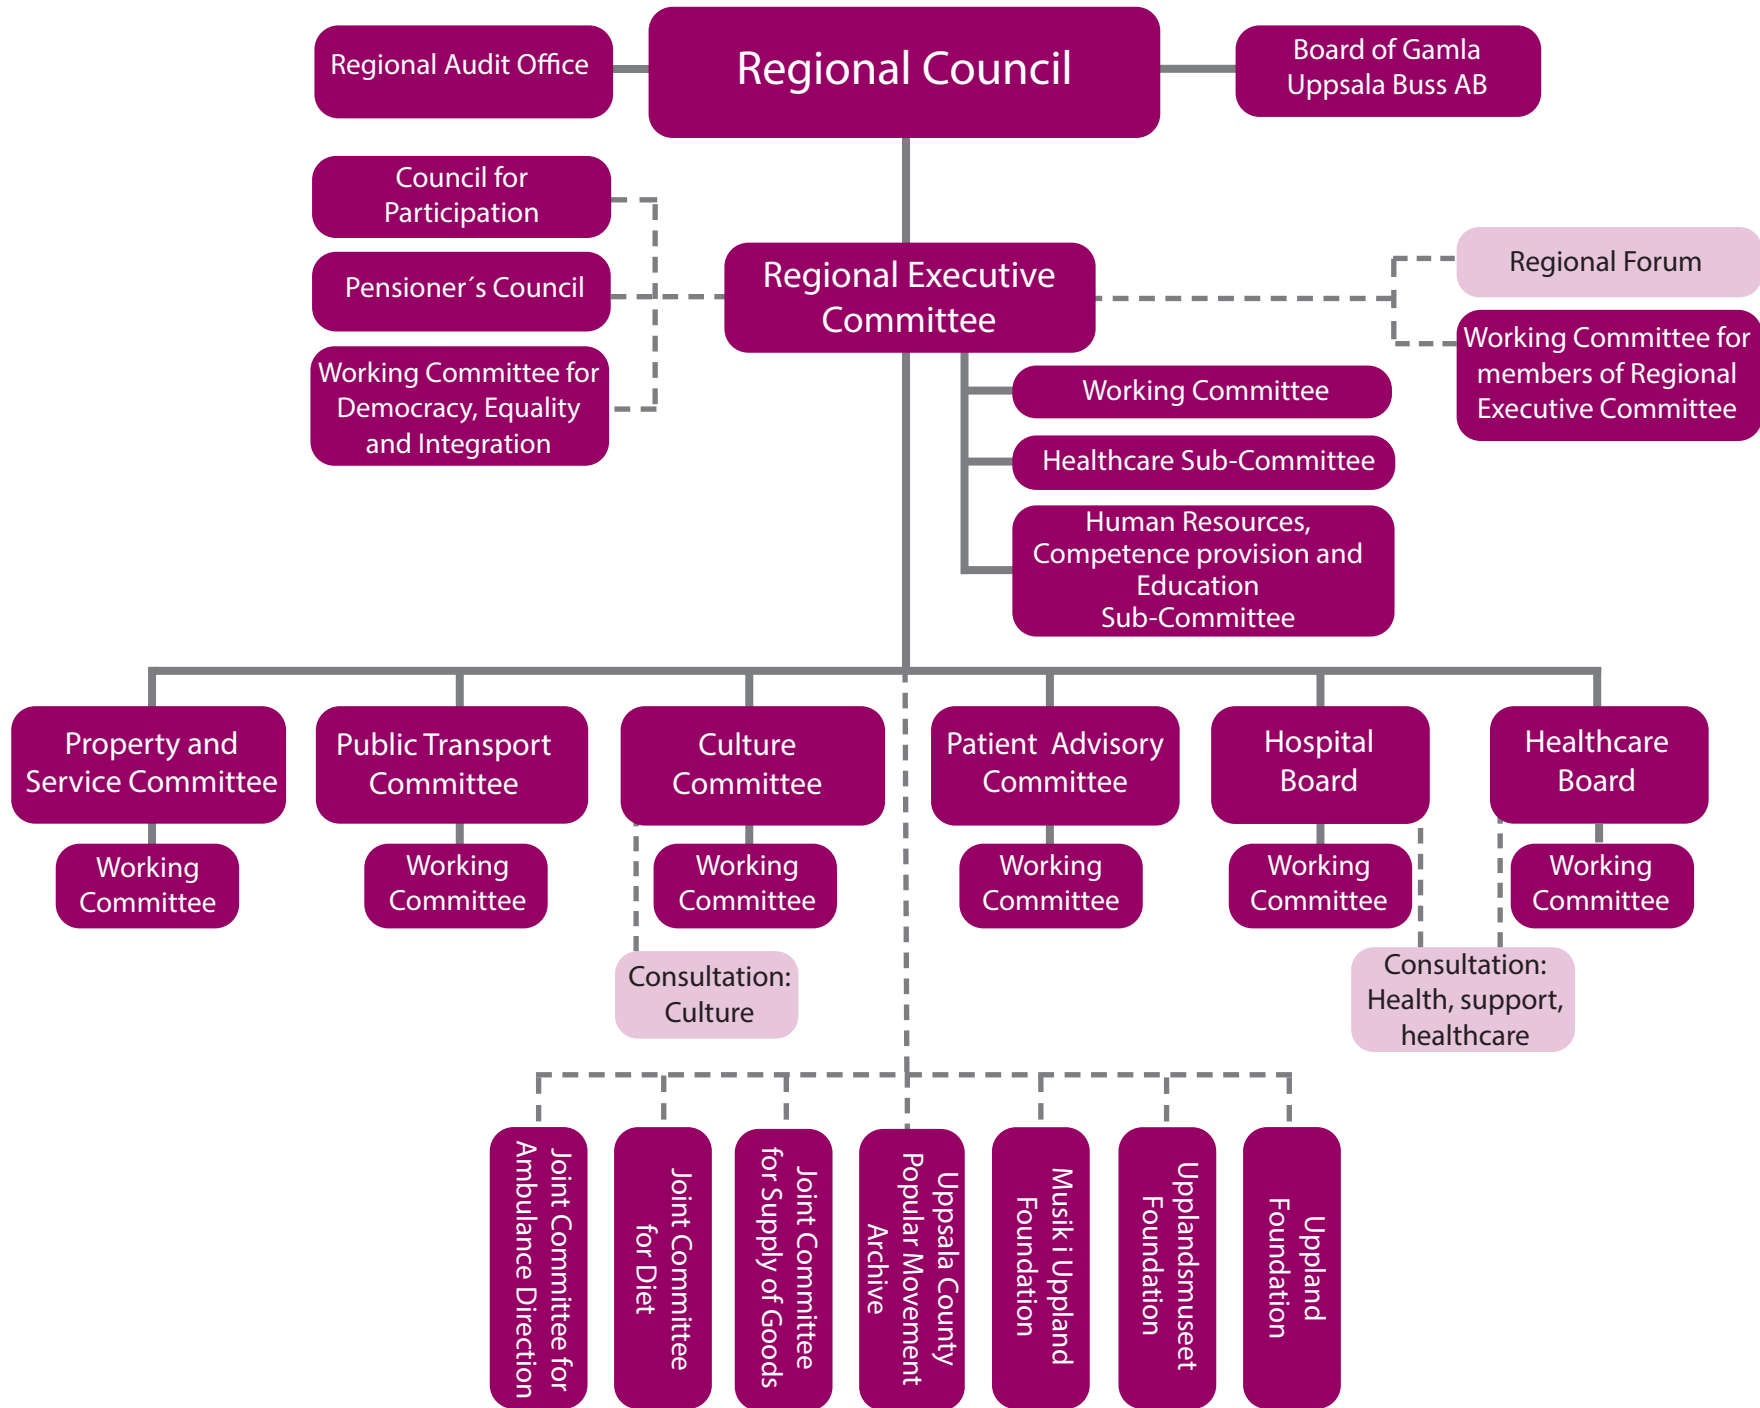 Regional Audit Office
Regional Council
Board of Gamla
Uppsala Buss AB
Council for
Participation
Pensioner´s Council
Working Committee for
Democracy, Equality
and Integration
Regional Executive
Committee
Regional Forum
Working Committee for
members of Regional
Executive Committee
Working Committee
Healthcare Sub-Committee
Human Resources,
Competence provision and
Education
Sub-Committee
Property and
Service Committee
Public Transport
Committee
Culture
Committee
Patient Advisory
Committee
Hospital
Board
Healthcare
Board
Working
Committee
Working
Committee
Working
Committee
Working
Committee
Working
Committee
Working
Committee
Consultation:
Culture
Consultation:
Health, support,
healthcare
Joint Committee for
Ambulance Direction
Joint Committee
for Diet
Joint Committee
for Supply of Goods
Uppsala County
Popular Movement
Archive
Musik i Uppland
Foundation
Upplandsmuseet
Foundation
Uppland
Foundation